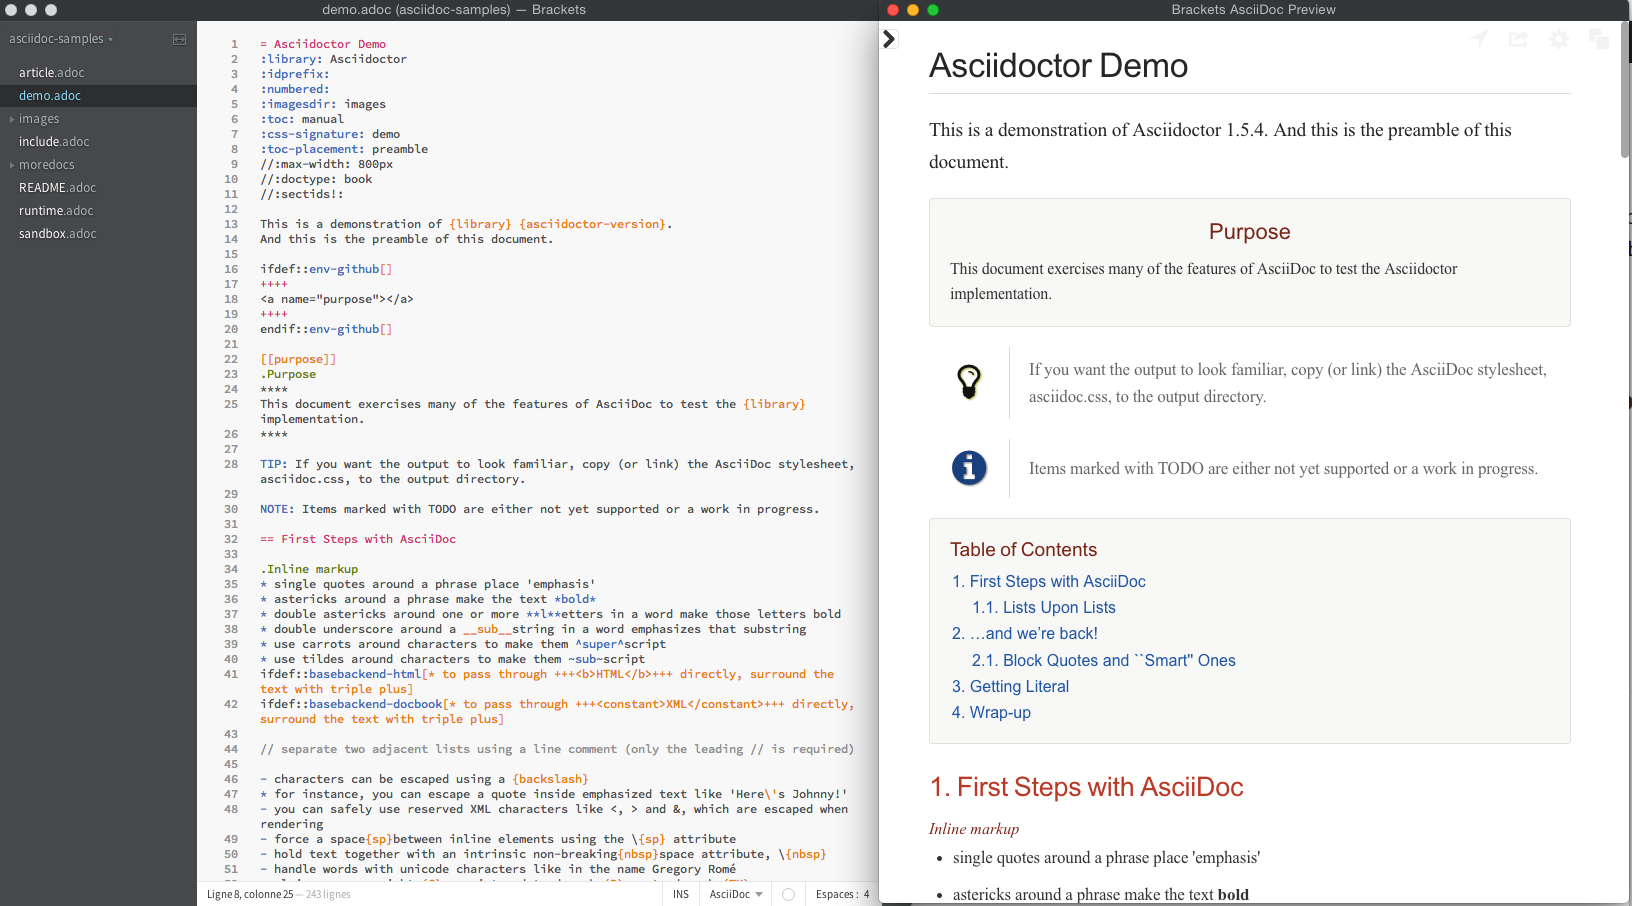 demo.adoc (asciidoc-samples) — Brackets
asciidoc-samples
article.adoc
demo.adoc
images
include.adoc
moredocs
README.adoc
runtime.adoc
sandbox.adoc
1 = Asciidoctor Demo
2 :library: Asciidoctor
3 :idprefix:
4 :numbered:
5 :imagesdir: images
6 :toc: manual
7 :css-signature: demo
8 :toc-placement: preamble
9 //:max-width: 800px
10 //:doctype: book
11 //:sectids!:
12
13 This is a demonstration of {library} {asciidoctor-version}.
14 And this is the preamble of this document.
15
16 ifdef::env-github[]
17 ++++
18 <a name="purpose"></a>
19 ++++
20 endif::env-github[]
21
22 [[purpose]]
23 .Purpose
24 ****
25 This document exercises many of the features of AsciiDoc to test the {library}
implementation.
26 ****
27
28 TIP: If you want the output to look familiar, copy (or link) the AsciiDoc stylesheet,
asciidoc.css, to the output directory.
29
30 NOTE: Items marked with TODO are either not yet supported or a work in progress.
31
32 == First Steps with AsciiDoc
33
34 .Inline markup
35 * single quotes around a phrase place 'emphasis'
36 * astericks around a phrase make the text *bold*
37 * double astericks around one or more **l**etters in a word make those letters bold
38 * double underscore around a __sub__string in a word emphasizes that substring
39 * use carrots around characters to make them ^super^script
40 * use tildes around characters to make them ~sub~script
41 ifdef::basebackend-html[* to pass through +++<b>HTML</b>+++ directly, surround the
text with triple plus]
42 ifdef::basebackend-docbook[* to pass through +++<constant>XML</constant>+++ directly,
surround the text with triple plus]
43
44 // separate two adjacent lists using a line comment (only the leading // is required)
45
46 - characters can be escaped using a {backslash}
47 * for instance, you can escape a quote inside emphasized text like 'Here\'s Johnny!'
48 - you can safely use reserved XML characters like <, > and &, which are escaped when
rendering
49 - force a space{sp}between inline elements using the \{sp} attribute
50 - hold text together with an intrinsic non-breaking{nbsp}space attribute, \{nbsp}
51 - handle words with unicode characters like in the name Gregory Romé
Ligne 8, colonne 25 — 243 lignes
INS
AsciiDoc
Espaces : 4
Brackets AsciiDoc Preview
Asciidoctor Demo
This is a demonstration of Asciidoctor 1.5.4. And this is the preamble of this
document.
Purpose
This document exercises many of the features of AsciiDoc to test the Asciidoctor
implementation.
If you want the output to look familiar, copy (or link) the AsciiDoc stylesheet,
asciidoc.css, to the output directory.
Items marked with TODO are either not yet supported or a work in progress.
Table of Contents
1. First Steps with AsciiDoc
1.1. Lists Upon Lists
2. …and we’re back!
2.1. Block Quotes and ``Smart'' Ones
3. Getting Literal
4. Wrap-up
1. First Steps with AsciiDoc
Inline markup
• single quotes around a phrase place 'emphasis'
• astericks around a phrase make the text bold